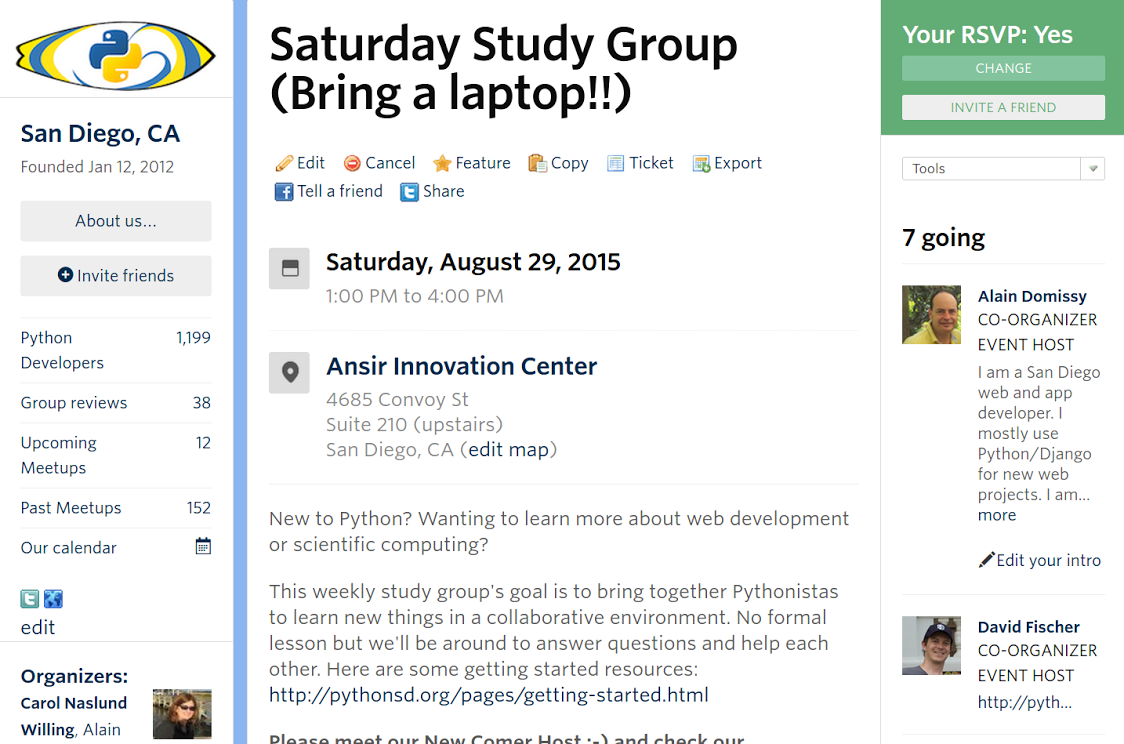 San Diego, CA
Founded Jan 12, 2012
About us...
Invite friends
Python 1,199
Developers
Group reviews 38
Upcoming 12
Meetups
Past Meetups 152
Our calendar
edit
Organizers:
Carol Naslund
Willing, Alain
Saturday Study Group
(Bring a laptop!!)
Edit Cancel Feature Copy Ticket Export
Tell a friend Share
Saturday, August 29, 2015
1:00 PM to 4:00 PM
Ansir Innovation Center
4685 Convoy St
Suite 210 (upstairs)
San Diego, CA (edit map)
New to Python? Wanting to learn more about web development
or scientific computing?
This weekly study group's goal is to bring together Pythonistas
to learn new things in a collaborative environment. No formal
lesson but we'll be around to answer questions and help each
other. Here are some getting started resources:
http://pythonsd.org/pages/getting-started.html
Please meet our New Comer Host :-) and check our
Your RSVP: Yes
CHANGE
INVITE A FRIEND
Tools
7 going
Alain Domissy
CO-ORGANIZER
EVENT HOST
I am a San Diego
web and app
developer. I
mostly use
Python/Django
for new web
projects. I am...
more
Edit your intro
David Fischer
CO-ORGANIZER
EVENT HOST
http://pyth...